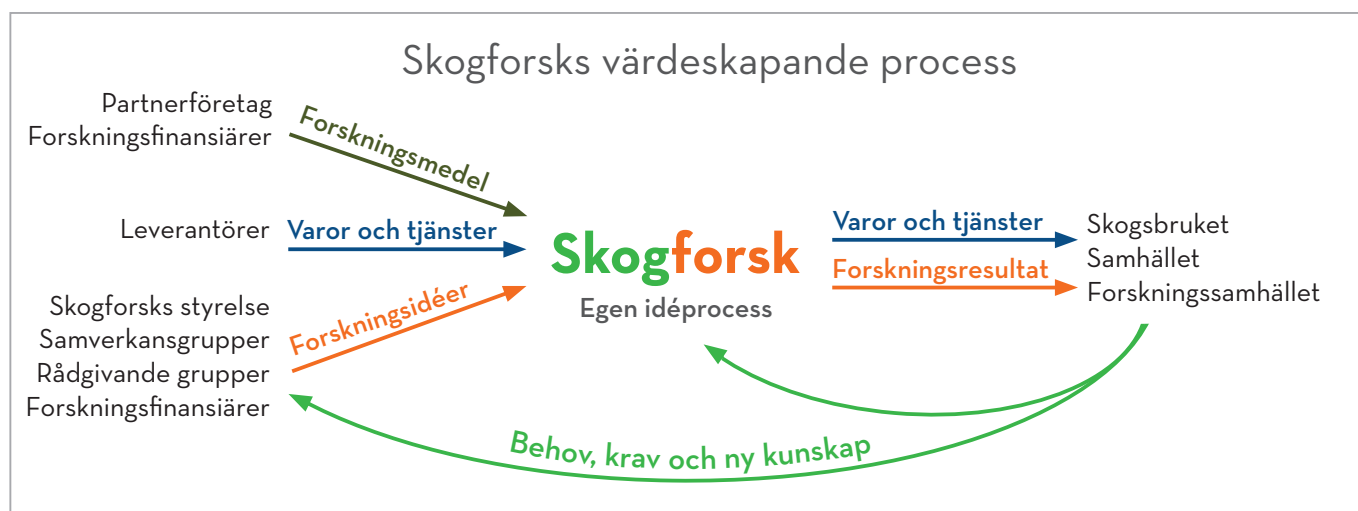 Skogforsks värdeskapande process
Partnerföretag
Forskningsfinansiärer
Forskningsmedel
Leverantörer
Varor och tjänster
Skogforsks styrelse
Samverkansgrupper
Rådgivande grupper
Forskningsfinansiärer
Forskningsidéer
Skogforsk
Egen idéprocess
Varor och tjänster
Forskningsresultat
Skogsbruket
Samhället
Forskningssamhället
Behov, krav och ny kunskap